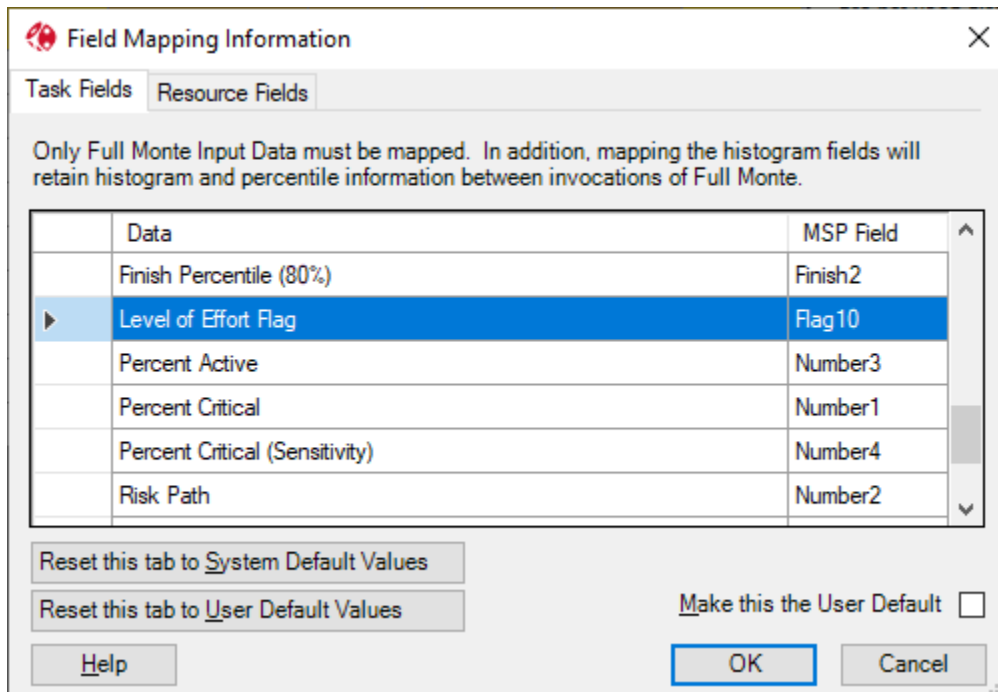 Field Mapping Information
Task Fields Resource Fields
Only Full Monte Input Data must be mapped. In addition, mapping the histogram fields will
retain histogram and percentile information between invocations of Full Monte.
Data MSP Field
Finish Percentile (80%) Finish2
Level of Effort Flag Flag10
Percent Active Number3
Percent Critical Number1
Percent Critical (Sensitivity) Number4
Risk Path Number2
Reset this tab to System Default Values
Reset this tab to User Default Values
Make this the User Default
Help OK Cancel